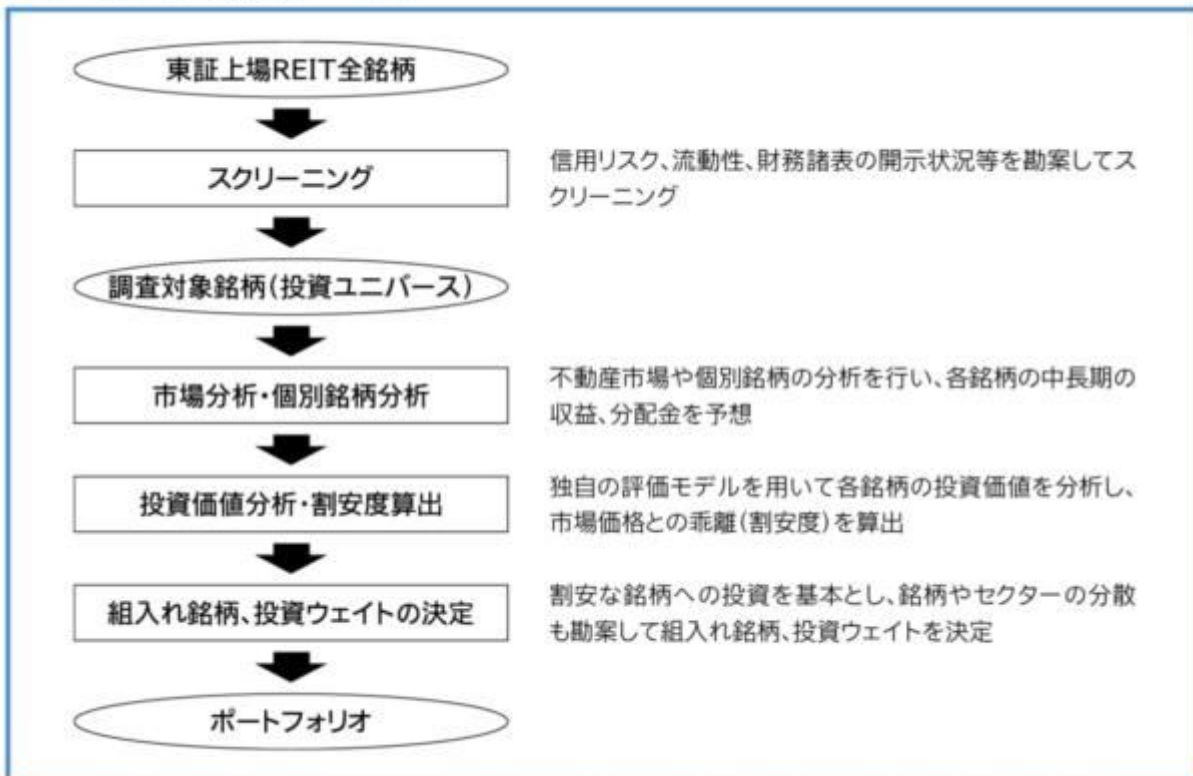 東証上場REIT全銘柄
スクリーニング
信用リスク、流動性、財務諸表の開示状況等を勘案してス
クリーニング
調査対象銘柄(投資ユニバース)
市場分析・個別銘柄分析
不動産市場や個別銘柄の分析を行い、各銘柄の中長期の
収益、分配金を予想
投資価値分析・割安度算出
独自の評価モデルを用いて各銘柄の投資価値を分析し、
市場価格との乖離(割安度)を算出
組入れ銘柄、投資ウェイトの決定
割安な銘柄への投資を基本とし、銘柄やセクターの分散
も勘案して組入れ銘柄、投資ウェイトを決定
ポートフォリオ